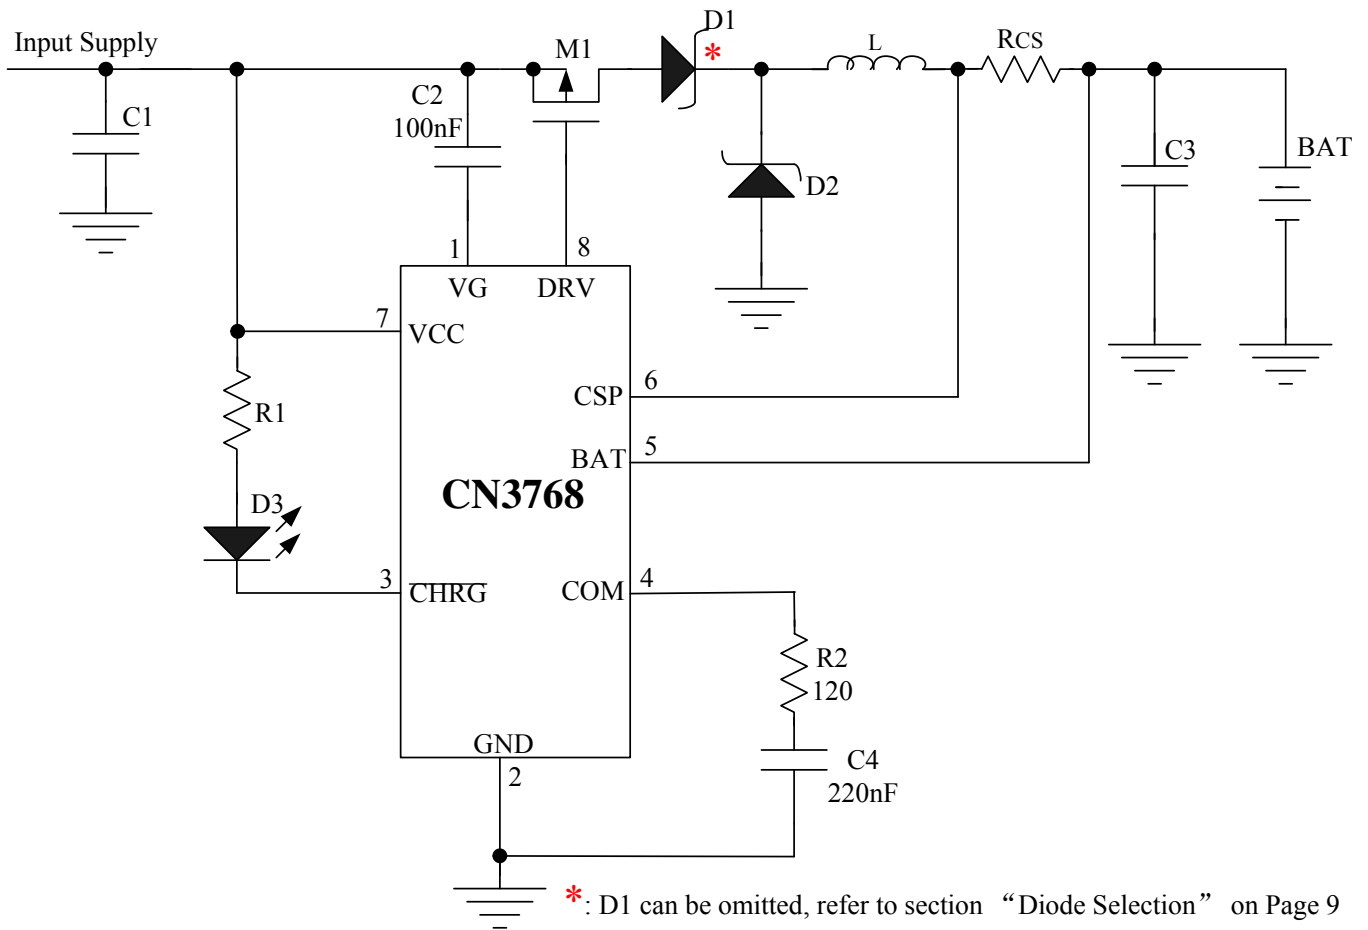 Input Supply
C1
C2
100nF
M1
D1
*
L
RCS
D2
C3
BAT
1
8
VG
DRV
7
VCC
R1
CSP
6
BAT
5
CN3768
D3
3
CHRG
COM
4
R2
120
GND
2
C4
220nF
*: D1 can be omitted, refer to section “Diode Selection” on Page 9